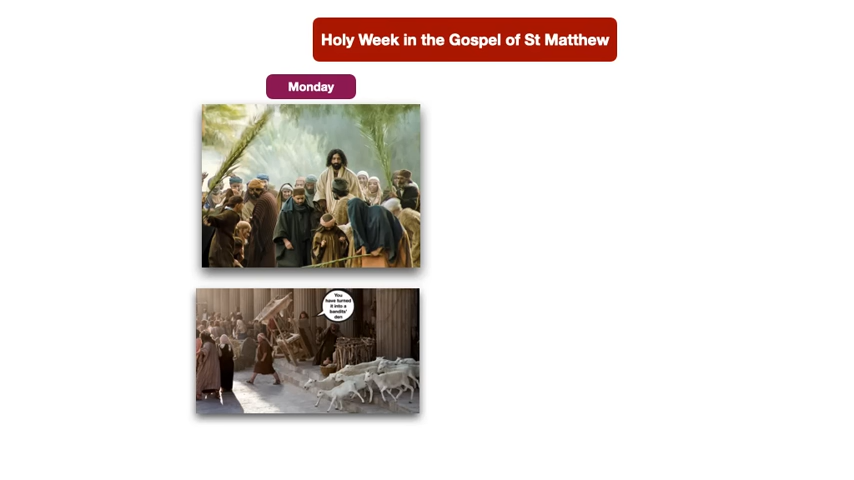 Holy Week in the Gospel of St Matthew
Monday
You
have turned
it into a
bandits'
den